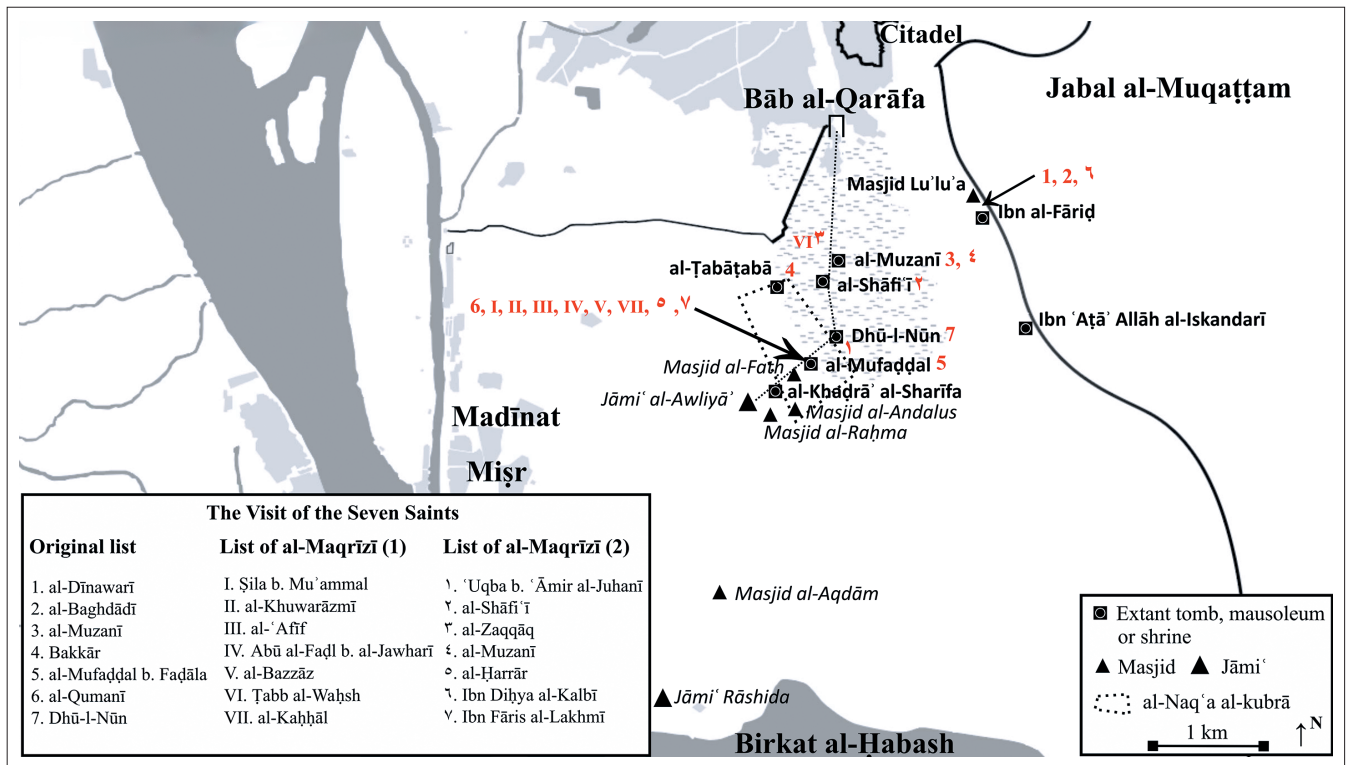 Citadel
Bāb al-Qarāfa
Jabal al-Muqaṭṭam
Masjid Luʾluʾa
1, 2, ٦
Ibn al-Fāriḍ
VI ٣
al-Muzanī 3, ٤
al-Ṭabāṭabā 4
al-Shāfiʿī ٢
6, I, II, III, IV, V, VII, ٥ ,٧
Ibn ʿAṭāʾ Allāh al-Iskandarī
Dhū-l-Nūn 7
١
Masjid al-Fath
al-Mufaḍḍal 5
al-Khaḍrāʾ al-Sharīfa
Jāmiʿ al-Awliyāʾ
Masjid al-Andalus
Masjid al-Raḥma
Madīnat
Miṣr
Masjid al-Aqdām
Jāmiʿ Rāshida
Birkat al-Ḥabash
The Visit of the Seven Saints
Original list
1. al-Dīnawarī
2. al-Baghdādī
3. al-Muzanī
4. Bakkār
5. al-Mufaḍḍal b. Faḍāla
6. al-Qumanī
7. Dhū-l-Nūn
List of al-Maqrīzī (1)
I. Ṣila b. Muʾammal
II. al-Khuwarāzmī
III. al-ʿAfīf
IV. Abū al-Faḍl b. al-Jawharī
V. al-Bazzāz
VI. Ṭabb al-Waḥsh
VII. al-Kaḥḥāl
List of al-Maqrīzī (2)
١. ʿUqba b. ʿĀmir al-Juhanī
٢. al-Shāfiʿī
٣. al-Zaqqāq
٤. al-Muzanī
٥. al-Ḥarrār
٦. Ibn Diḥya al-Kalbī
٧. Ibn Fāris al-Lakhmī
Extant tomb, mausoleum
or shrine
Masjid Jāmiʿ
al-Naqʿa al-kubrā
1 km
N